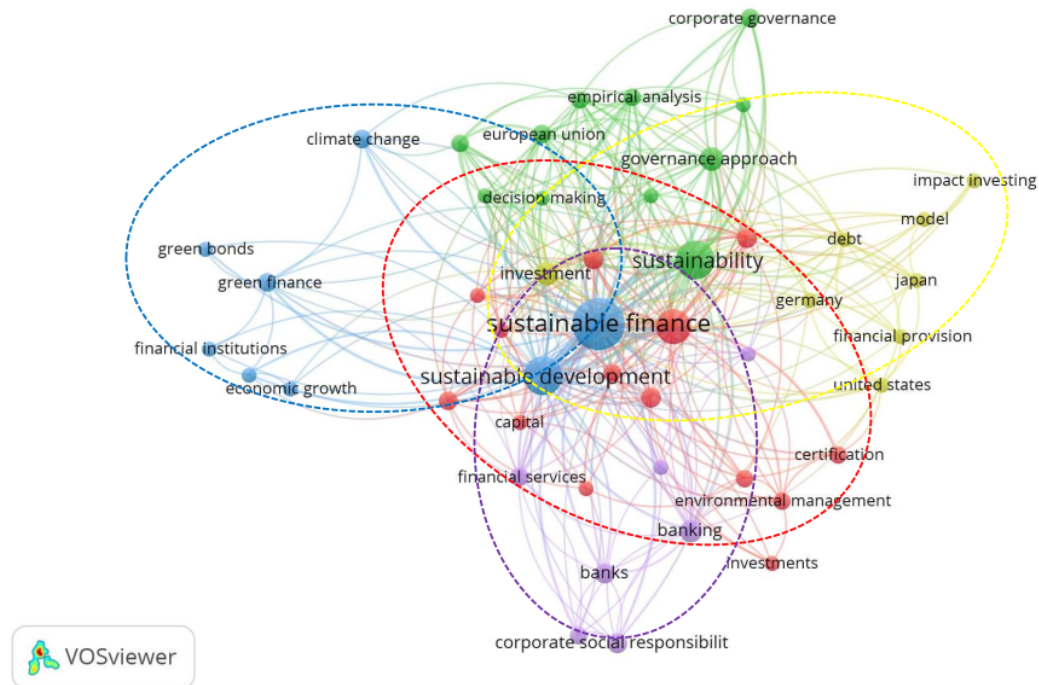 corporate governance
empirical analysis
european union
climate change
governance approach
impact investing
decision making
model
debt
green bonds
sustainability
investment
green finance
japan
germany
sustainable finance
financial provision
financial institutions
sustainable development
united states
economic growth
capital
certification
financial services
environmental management
banking
investments
banks
corporate social responsibilit
VOSviewer